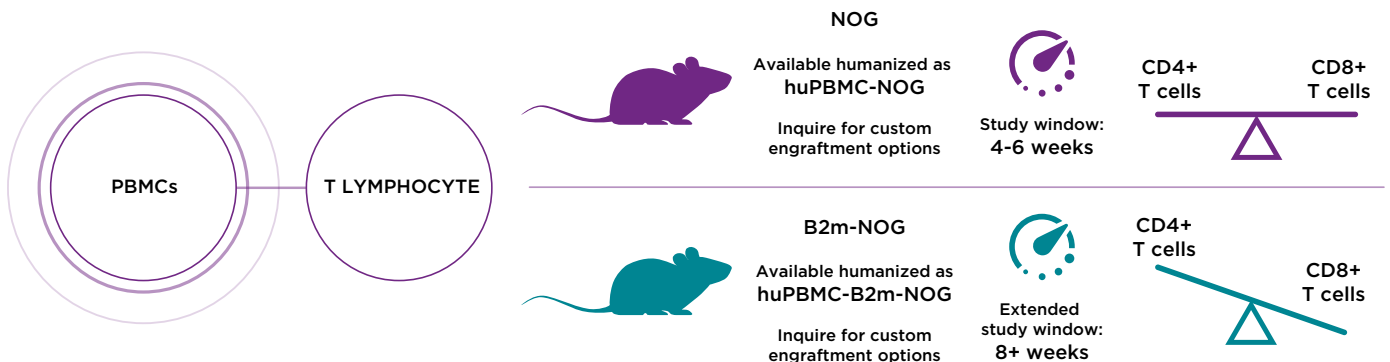 PBMCs
T LYMPHOCYTE
NOG
Available humanized as
huPBMC-NOG
Inquire for custom
engraftment options
Study window:
4-6 weeks
CD4+
T cells
CD8+
T cells
B2m-NOG
Available humanized as
huPBMC-B2m-NOG
Inquire for custom
engraftment options
Extended
study window:
8+ weeks
CD4+
T cells
CD8+
T cells